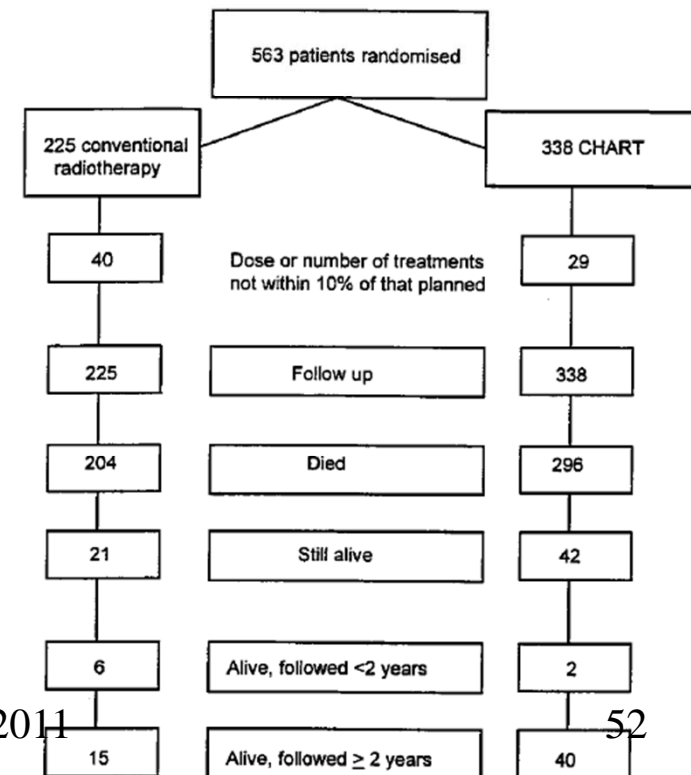 563 patients randomised
225 conventional
radiotherapy
338 CHART
40
Dose or number of treatments
not within 10% of that planned
29
225
Follow up
338
204
Died
296
21
Still alive
42
6
Alive, followed <2 years
2
2011
52
15
Alive, followed ≥ 2 years
40